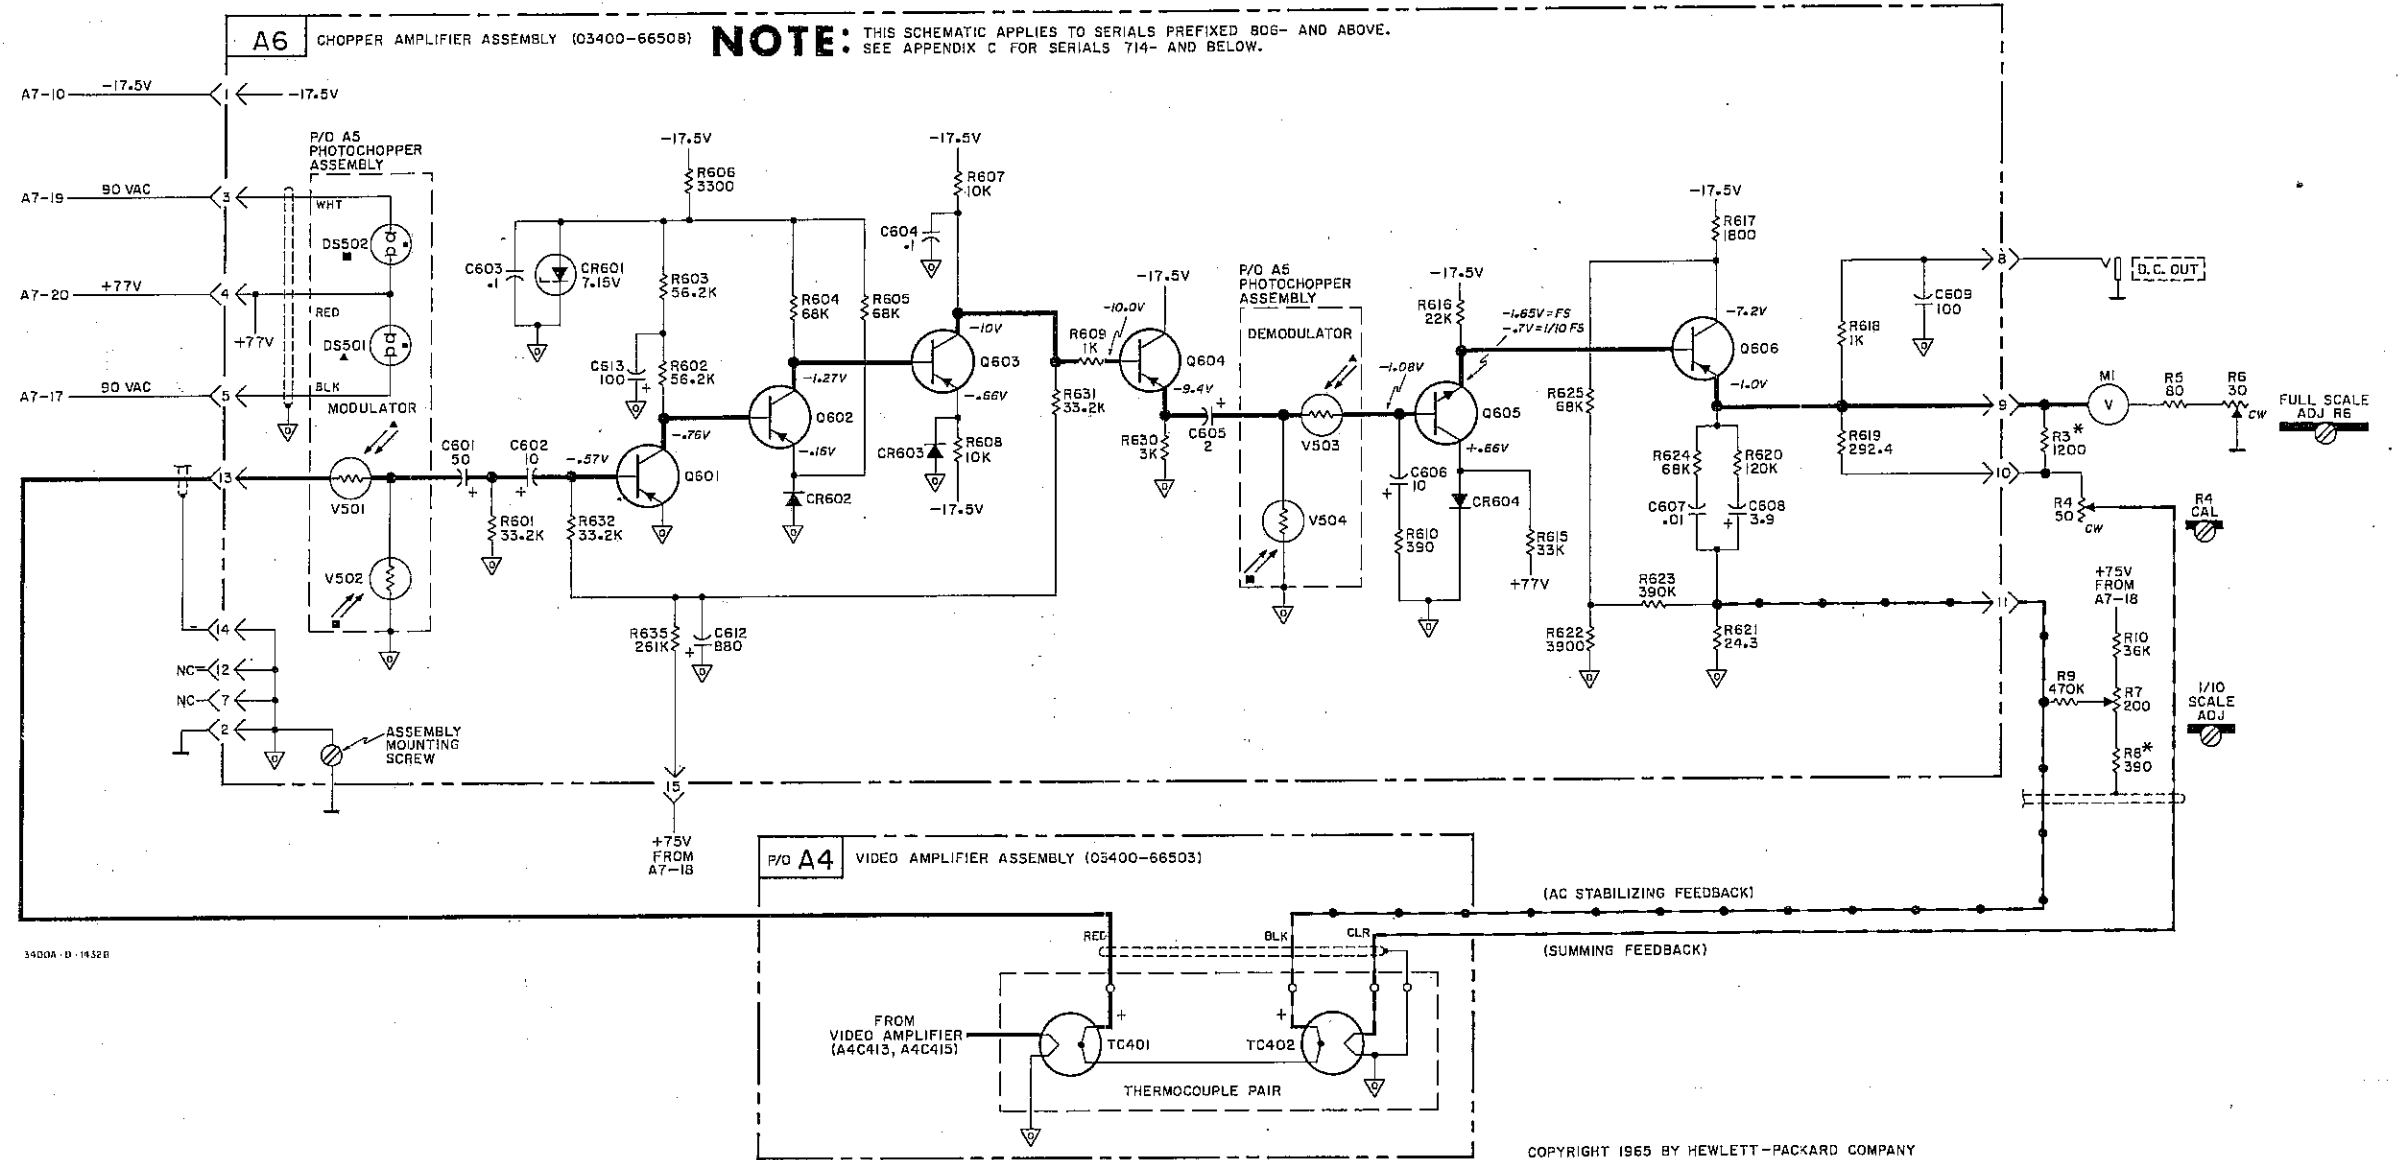 A6
CHOPPER AMPLIFIER ASSEMBLY (03400-66508)
NOTE:
THIS SCHEMATIC APPLIES TO SERIALS PREFIXED 806- AND ABOVE.
SEE APPENDIX C FOR SERIALS 714- AND BELOW.
A7-10
-17.5V
1
-17.5V
P/O A5
PHOTOCHOPPER
ASSEMBLY
A7-19
90 VAC
3
WHT
DS502
A7-20
+77V
4
RED
+77V
DS501
A7-17
90 VAC
5
BLK
MODULATOR
13
V501
V502
14
NC
12
NC
7
2
ASSEMBLY
MOUNTING
SCREW
C601
50
+
C602
10
+
-.57V
R601
33.2K
R632
33.2K
-17.5V
R606
3300
C603
.1
CR601
7.15V
R603
56.2K
C613
100
+
R602
56.2K
-.76V
Q601
R604
68K
R605
68K
-1.27V
Q602
-.15V
CR602
-17.5V
R607
10K
C604
.1
-10V
Q603
-.66V
CR603
R608
10K
-17.5V
R631
33.2K
R609
1K
-10.0V
-17.5V
Q604
-9.4V
R630
3K
C605
2
+
R635
261K
C612
880
+
15
+75V
FROM
A7-18
P/O A5
PHOTOCHOPPER
ASSEMBLY
DEMODULATOR
V503
V504
-1.08V
-17.5V
R616
22K
-1.65V=FS
-.7V=1/10 FS
Q605
+.66V
C606
10
+
R610
390
CR604
R615
33K
+77V
-17.5V
R617
1800
-7.2V
Q606
-1.0V
R625
68K
R624
68K
R620
120K
C607
.01
C608
3.9
+
R623
390K
R622
3900
R621
24.3
R618
1K
C609
100
8
D.C. OUT
9
R619
292.4
10
11
M1
V
R5
80
R6
30
CW
FULL SCALE
ADJ R6
R3*
1200
R4
50
CW
R4
CAL
+75V
FROM
A7-18
R10
36K
R9
470K
R7
200
R8*
390
1/10
SCALE
ADJ
P/O A4
VIDEO AMPLIFIER ASSEMBLY (03400-66503)
(AC STABILIZING FEEDBACK)
(SUMMING FEEDBACK)
RED
BLK
CLR
FROM
VIDEO AMPLIFIER
(A4C413, A4C415)
+
TC401
+
TC402
THERMOCOUPLE PAIR
3400A-D-1432B
COPYRIGHT 1965 BY HEWLETT-PACKARD COMPANY